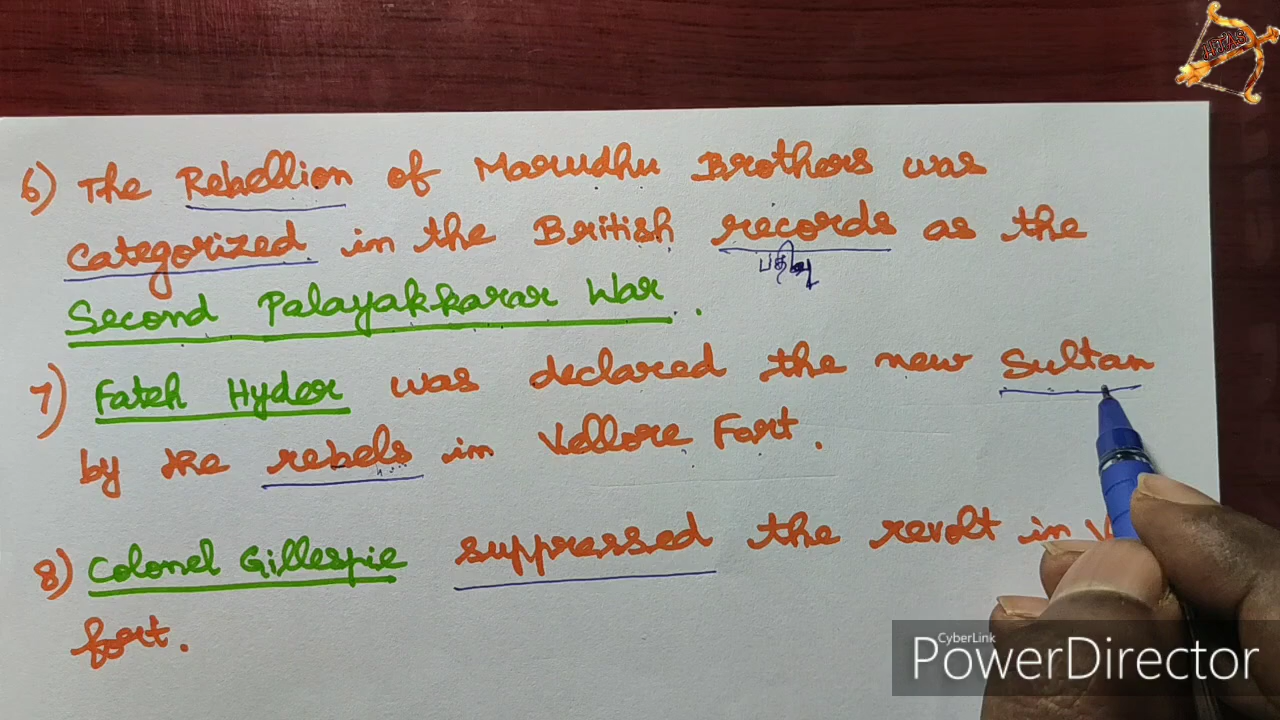 6) The Rebellion of Marudhu Brothers was
Categorized in the British records as the
பதிவு
Second Palayakkarar War.
7) Fateh Hyder was declared the new Sultan
by the rebels in Vellore Fort.
8) Colonel Gillespie suppressed the revolt in V
fort.
CyberLink
PowerDirector